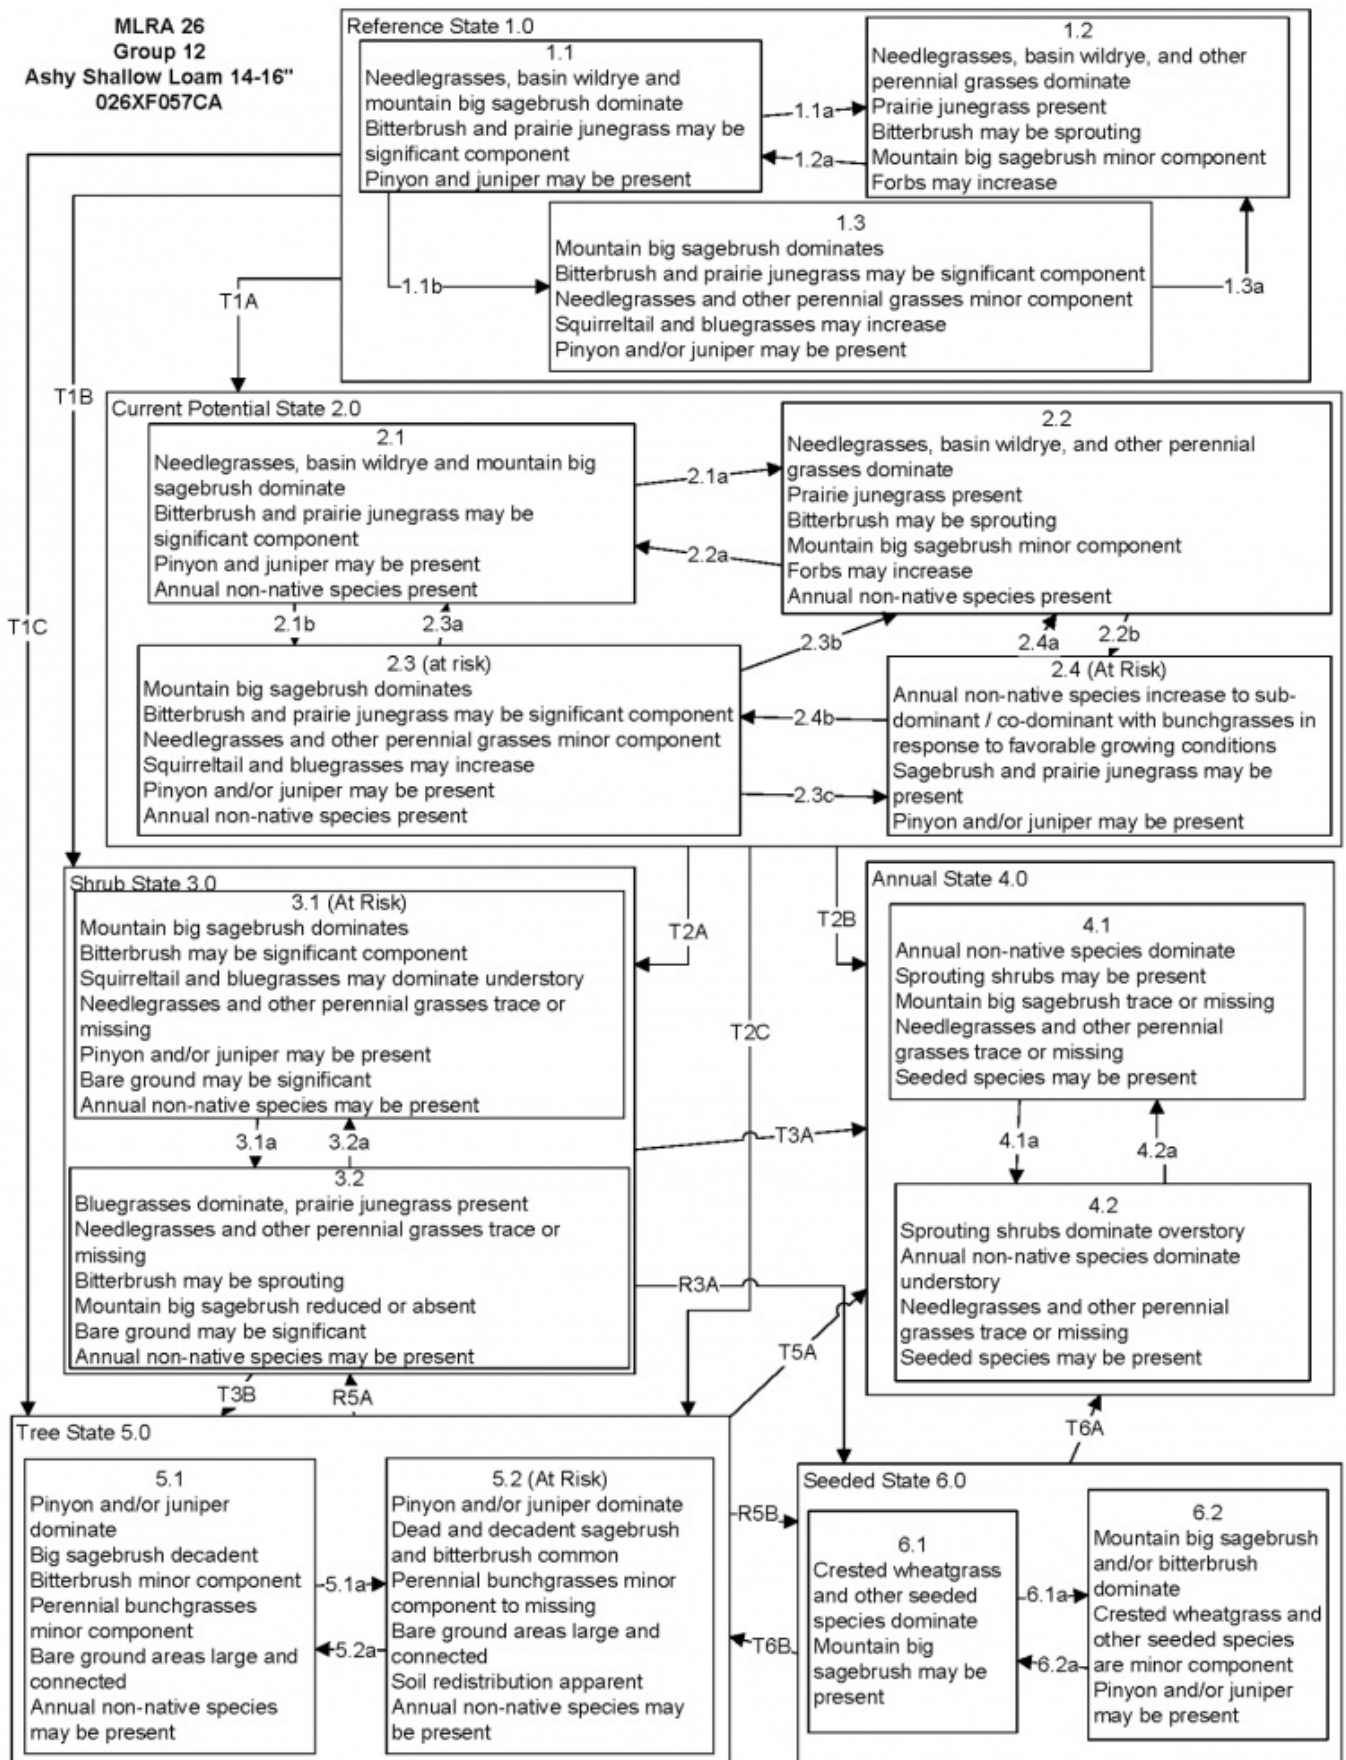 MLRA 26
Group 12
Ashy Shallow Loam 14-16"
026XF057CA
Reference State 1.0
1.1
Needlegrasses, basin wildrye and
mountain big sagebrush dominate
Bitterbrush and prairie junegrass may be
significant component
Pinyon and juniper may be present
1.1a
1.2a
1.2
Needlegrasses, basin wildrye, and other
perennial grasses dominate
Prairie junegrass present
Bitterbrush may be sprouting
Mountain big sagebrush minor component
Forbs may increase
1.1b
1.3
Mountain big sagebrush dominates
Bitterbrush and prairie junegrass may be significant component
Needlegrasses and other perennial grasses minor component
Squirreltail and bluegrasses may increase
Pinyon and/or juniper may be present
1.3a
T1A
T1B
T1C
Current Potential State 2.0
2.1
Needlegrasses, basin wildrye and mountain big
sagebrush dominate
Bitterbrush and prairie junegrass may be
significant component
Pinyon and juniper may be present
Annual non-native species present
2.1a
2.2a
2.2
Needlegrasses, basin wildrye, and other perennial
grasses dominate
Prairie junegrass present
Bitterbrush may be sprouting
Mountain big sagebrush minor component
Forbs may increase
Annual non-native species present
2.1b
2.3a
2.3b
2.4a
2.2b
2.3 (at risk)
Mountain big sagebrush dominates
Bitterbrush and prairie junegrass may be significant component
Needlegrasses and other perennial grasses minor component
Squirreltail and bluegrasses may increase
Pinyon and/or juniper may be present
Annual non-native species present
2.4b
2.3c
2.4 (At Risk)
Annual non-native species increase to sub-
dominant / co-dominant with bunchgrasses in
response to favorable growing conditions
Sagebrush and prairie junegrass may be
present
Pinyon and/or juniper may be present
T2A
T2B
T2C
Shrub State 3.0
3.1 (At Risk)
Mountain big sagebrush dominates
Bitterbrush may be significant component
Squirreltail and bluegrasses may dominate understory
Needlegrasses and other perennial grasses trace or
missing
Pinyon and/or juniper may be present
Bare ground may be significant
Annual non-native species may be present
3.1a
3.2a
3.2
Bluegrasses dominate, prairie junegrass present
Needlegrasses and other perennial grasses trace or
missing
Bitterbrush may be sprouting
Mountain big sagebrush reduced or absent
Bare ground may be significant
Annual non-native species may be present
T3A
R3A
Annual State 4.0
4.1
Annual non-native species dominate
Sprouting shrubs may be present
Mountain big sagebrush trace or missing
Needlegrasses and other perennial
grasses trace or missing
Seeded species may be present
4.1a
4.2a
4.2
Sprouting shrubs dominate overstory
Annual non-native species dominate
understory
Needlegrasses and other perennial
grasses trace or missing
Seeded species may be present
T5A
T3B
R5A
T6A
Tree State 5.0
5.1
Pinyon and/or juniper
dominate
Big sagebrush decadent
Bitterbrush minor component
Perennial bunchgrasses
minor component
Bare ground areas large and
connected
Annual non-native species
may be present
5.1a
5.2a
5.2 (At Risk)
Pinyon and/or juniper dominate
Dead and decadent sagebrush
and bitterbrush common
Perennial bunchgrasses minor
component to missing
Bare ground areas large and
connected
Soil redistribution apparent
Annual non-native species may
be present
R5B
T6B
Seeded State 6.0
6.1
Crested wheatgrass
and other seeded
species dominate
Mountain big
sagebrush may be
present
6.1a
6.2a
6.2
Mountain big sagebrush
and/or bitterbrush
dominate
Crested wheatgrass and
other seeded species
are minor component
Pinyon and/or juniper
may be present